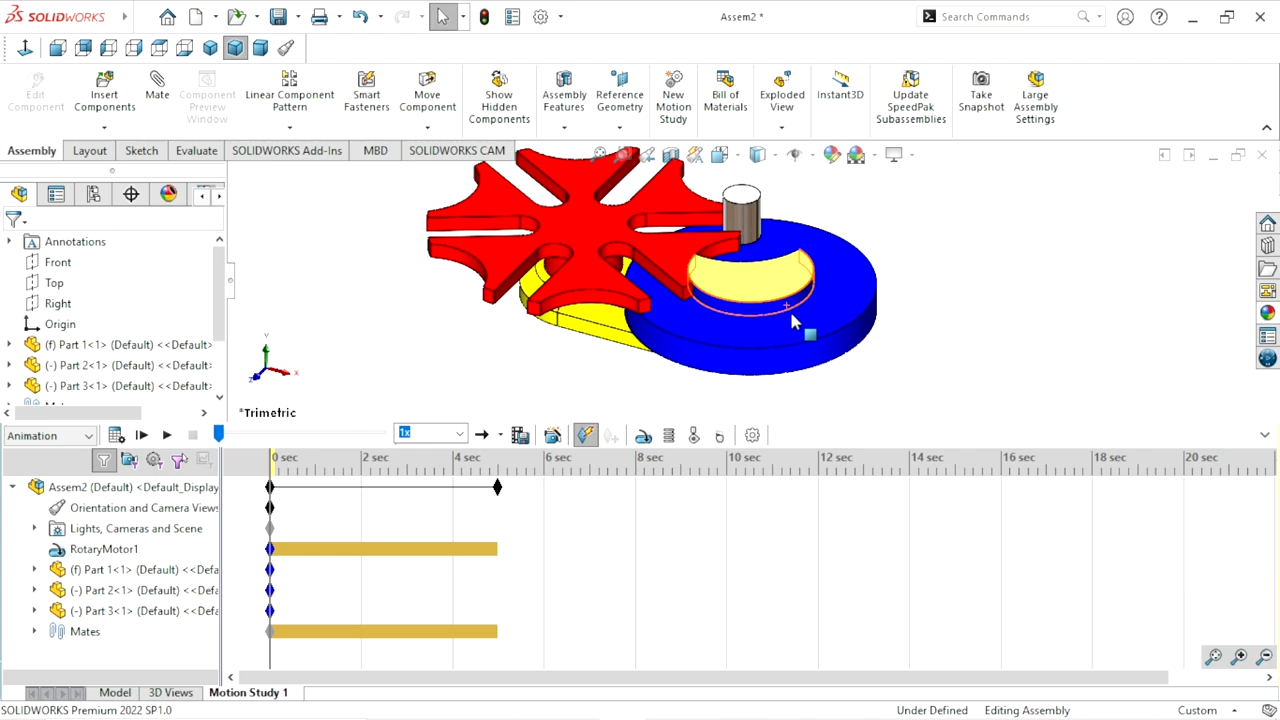 SOLIDWORKS
Assem2 *
Search Commands
Edit Component
Insert Components
Mate
Component Preview Window
Linear Component Pattern
Smart Fasteners
Move Component
Show Hidden Components
Assembly Features
Reference Geometry
New Motion Study
Bill of Materials
Exploded View
Instant3D
Update SpeedPak Subassemblies
Take Snapshot
Large Assembly Settings
Assembly Layout Sketch Evaluate SOLIDWORKS Add-Ins MBD SOLIDWORKS CAM
Annotations
Front
Top
Right
Origin
(f) Part 1<1> (Default) <<Default>
(-) Part 2<1> (Default) <<Default>
(-) Part 3<1> (Default) <<Default>
Y
X
Z
*Trimetric
Animation
1x
0 sec 2 sec 4 sec 6 sec 8 sec 10 sec 12 sec 14 sec 16 sec 18 sec 20 sec
Assem2 (Default) <Default_Display
Orientation and Camera Views
Lights, Cameras and Scene
RotaryMotor1
(f) Part 1<1> (Default) <<Defa
(-) Part 2<1> (Default) <<Defa
(-) Part 3<1> (Default) <<Defa
Mates
Model 3D Views Motion Study 1
SOLIDWORKS Premium 2022 SP1.0
Under Defined Editing Assembly Custom